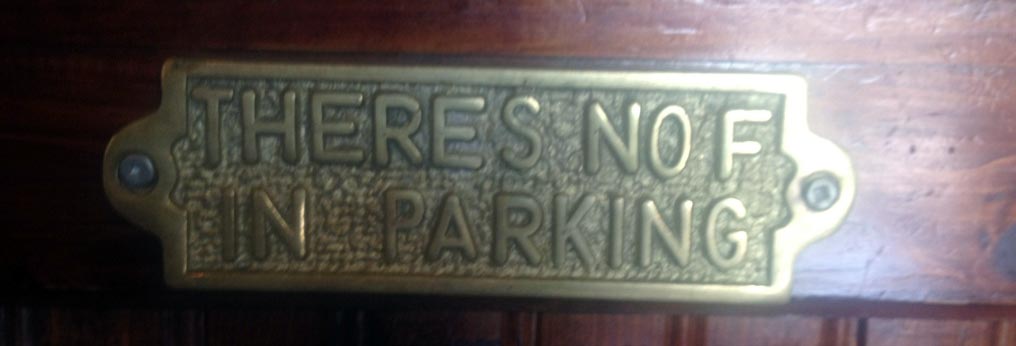 THERES NO F
IN PARKING